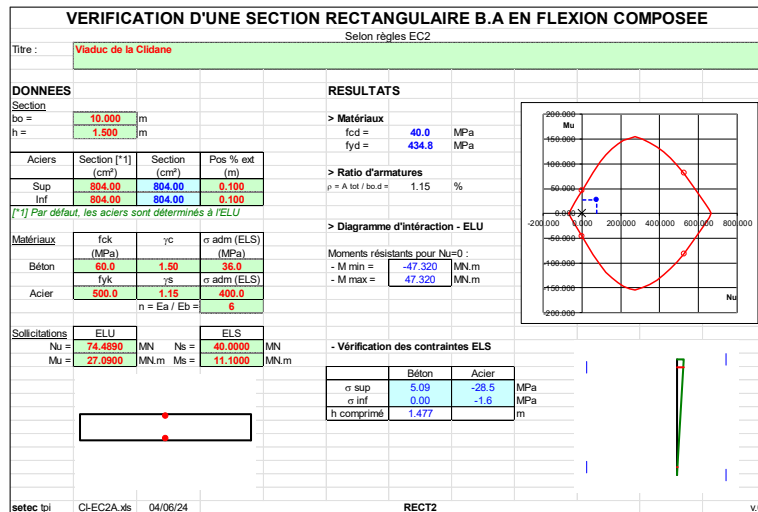 VERIFICATION D'UNE SECTION RECTANGULAIRE B.A EN FLEXION COMPOSEE
Selon règles EC2
Titre : Viaduc de la Clidane
DONNEES
Section
bo = 10.000 m
h = 1.500 m
Aciers Section [*1] Section Pos % ext
(cm²) (cm²) (m)
Sup 804.00 804.00 0.100
Inf 804.00 804.00 0.100
[*1] Par défaut, les aciers sont déterminés à l'ELU
Matériaux fck γc σ adm (ELS)
(MPa) (MPa)
Béton 60.0 1.50 36.0
fyk γs σ adm (ELS)
Acier 500.0 1.15 400.0
n = Ea / Eb = 6
Sollicitations ELU ELS
Nu = 74.4890 MN Ns = 40.0000 MN
Mu = 27.0900 MN.m Ms = 11.1000 MN.m
RESULTATS
> Matériaux
fcd = 40.0 MPa
fyd = 434.8 MPa
> Ratio d'armatures
ρ = A tot / bo.d = 1.15 %
> Diagramme d'intéraction - ELU
Moments résistants pour Nu=0 :
- M min = -47.320 MN.m
- M max = 47.320 MN.m
- Vérification des contraintes ELS
Béton Acier
σ sup 5.09 -28.5 MPa
σ inf 0.00 -1.6 MPa
h comprimé 1.477 m
200.000
Mu
150.000
100.000
50.000
0.000
-200.000 0.000 200.000 400.000 600.000 800.000
-50.000
-100.000
-150.000
Nu
-200.000
setec tpi CI-EC2A.xls 04/06/24 RECT2